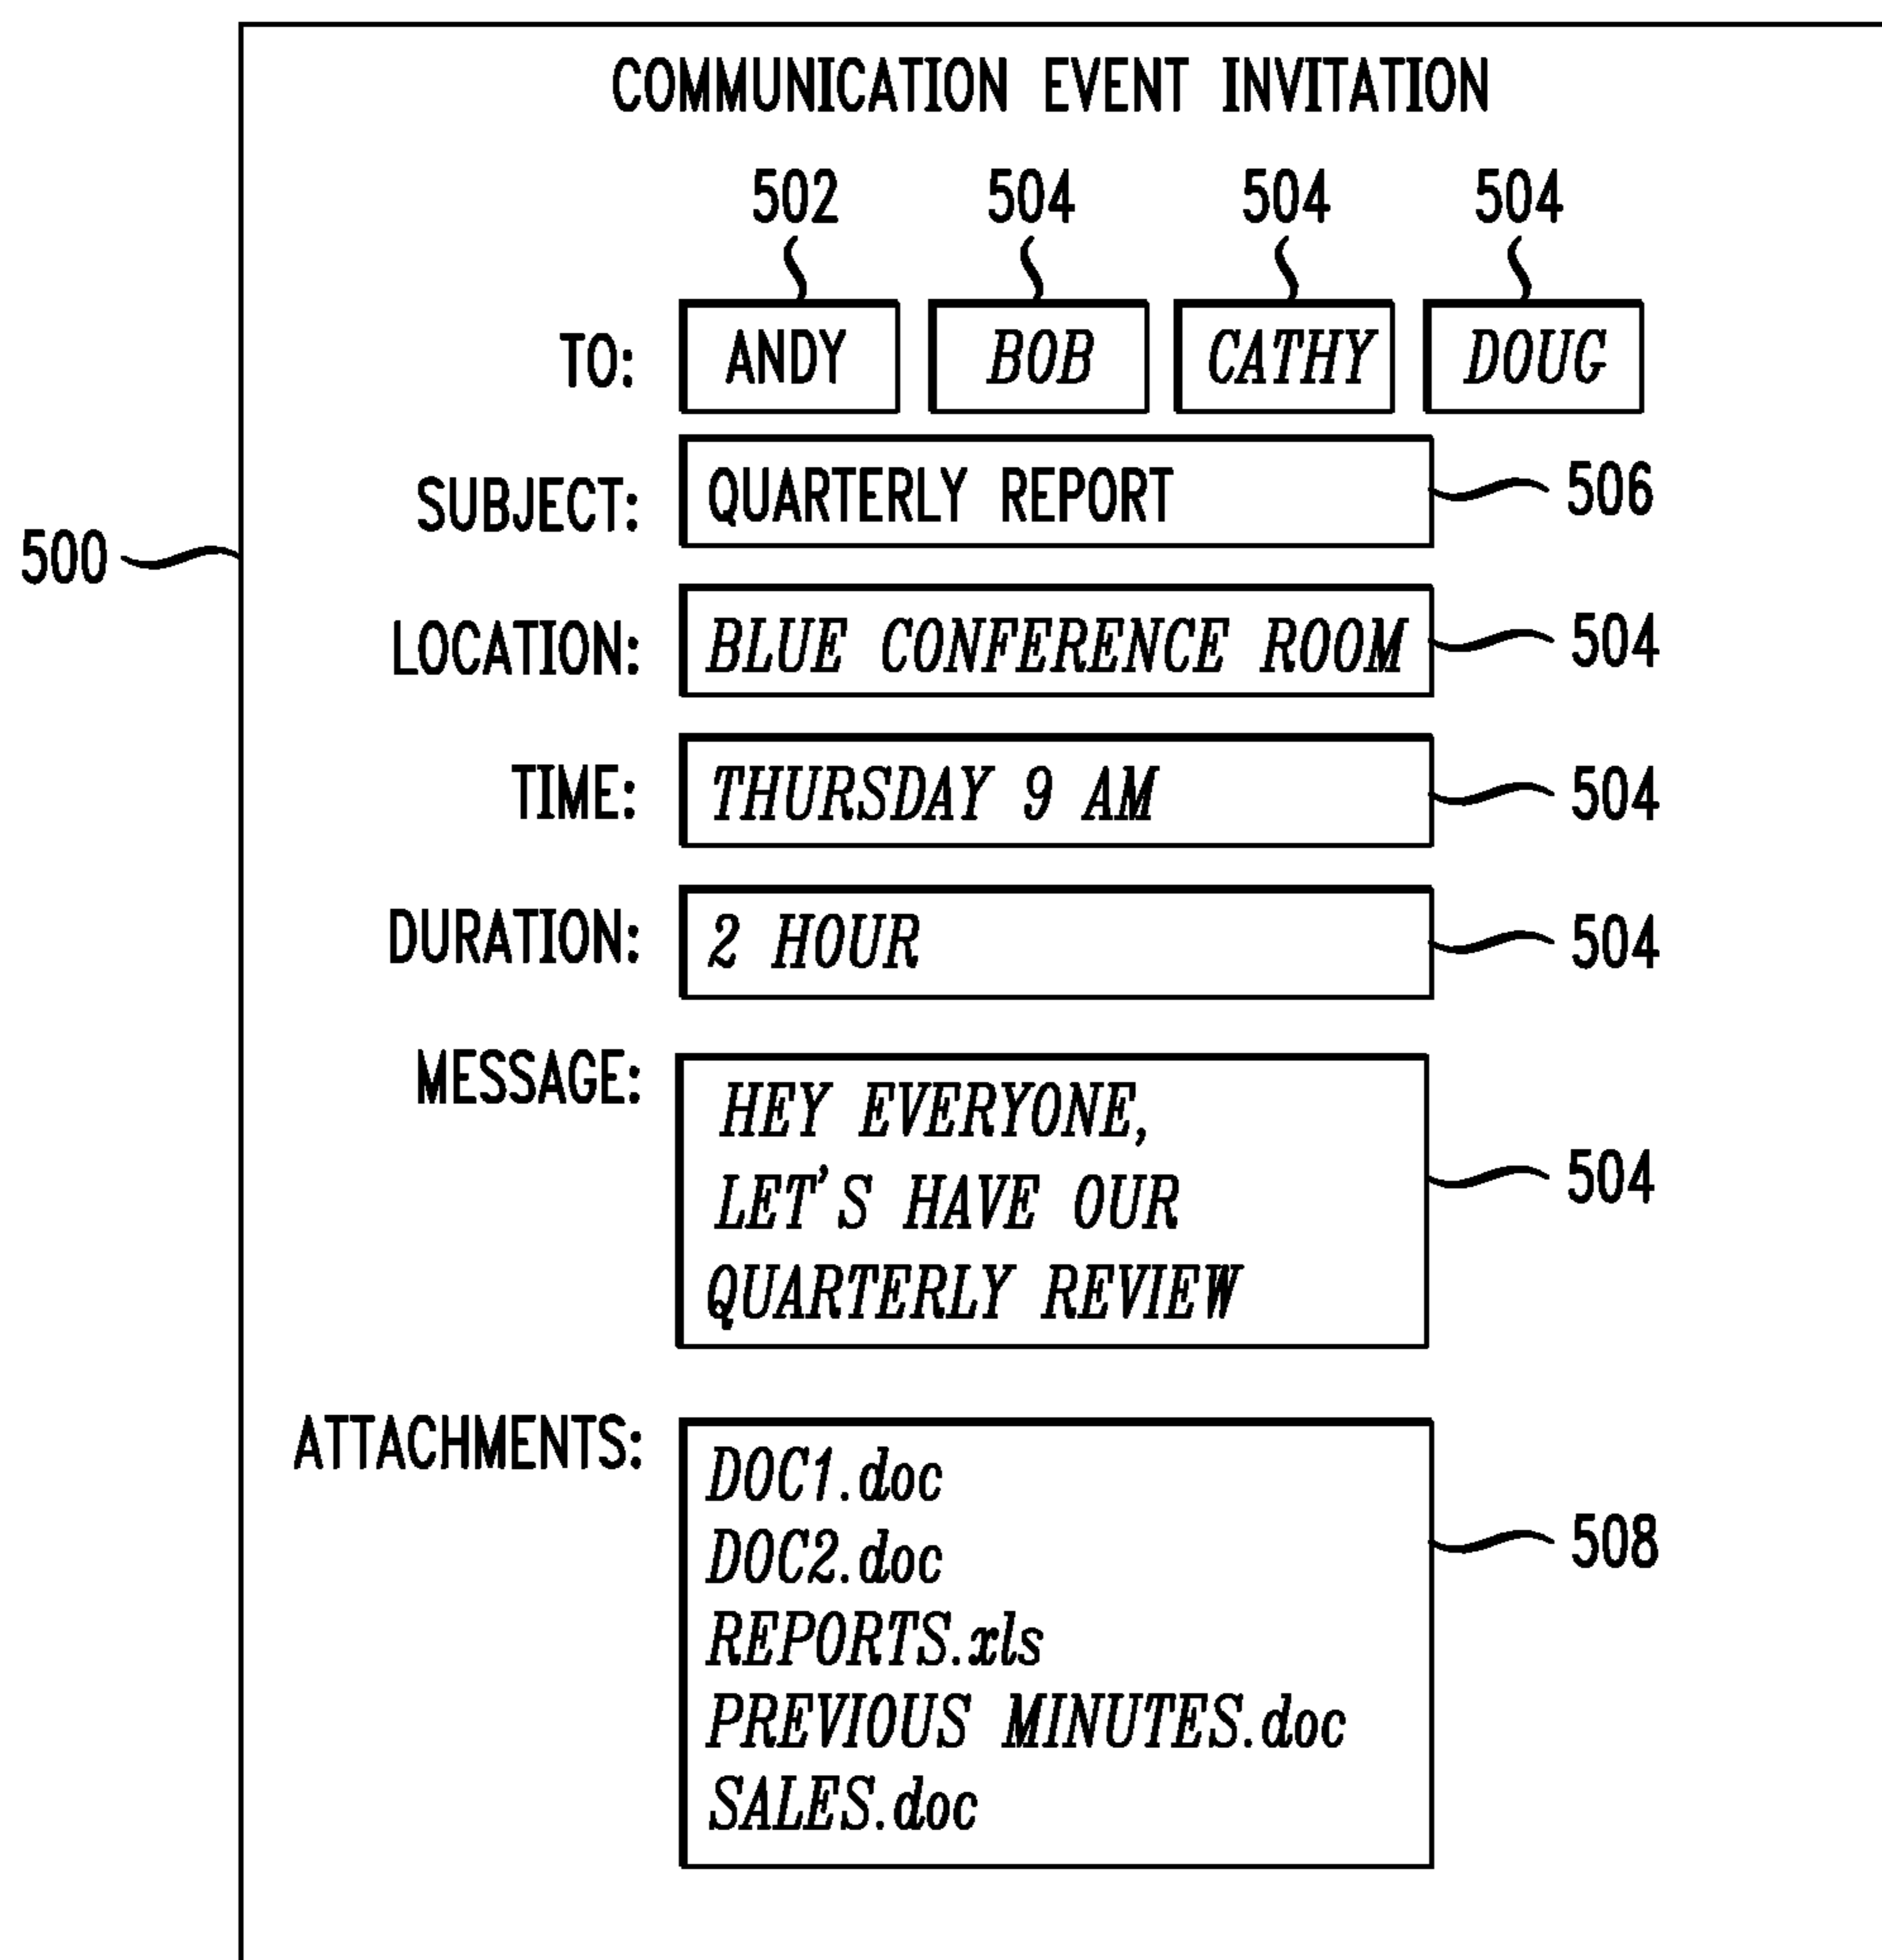 COMMUNICATION EVENT INVITATION
502 504 504 504
TO: ANDY BOB CATHY DOUG
SUBJECT: QUARTERLY REPORT 506
500
LOCATION: BLUE CONFERENCE ROOM 504
TIME: THURSDAY 9 AM 504
DURATION: 2 HOUR 504
MESSAGE: HEY EVERYONE,
LET'S HAVE OUR 504
QUARTERLY REVIEW
ATTACHMENTS: DOC1.doc
DOC2.doc 508
REPORTS.xls
PREVIOUS MINUTES.doc
SALES.doc